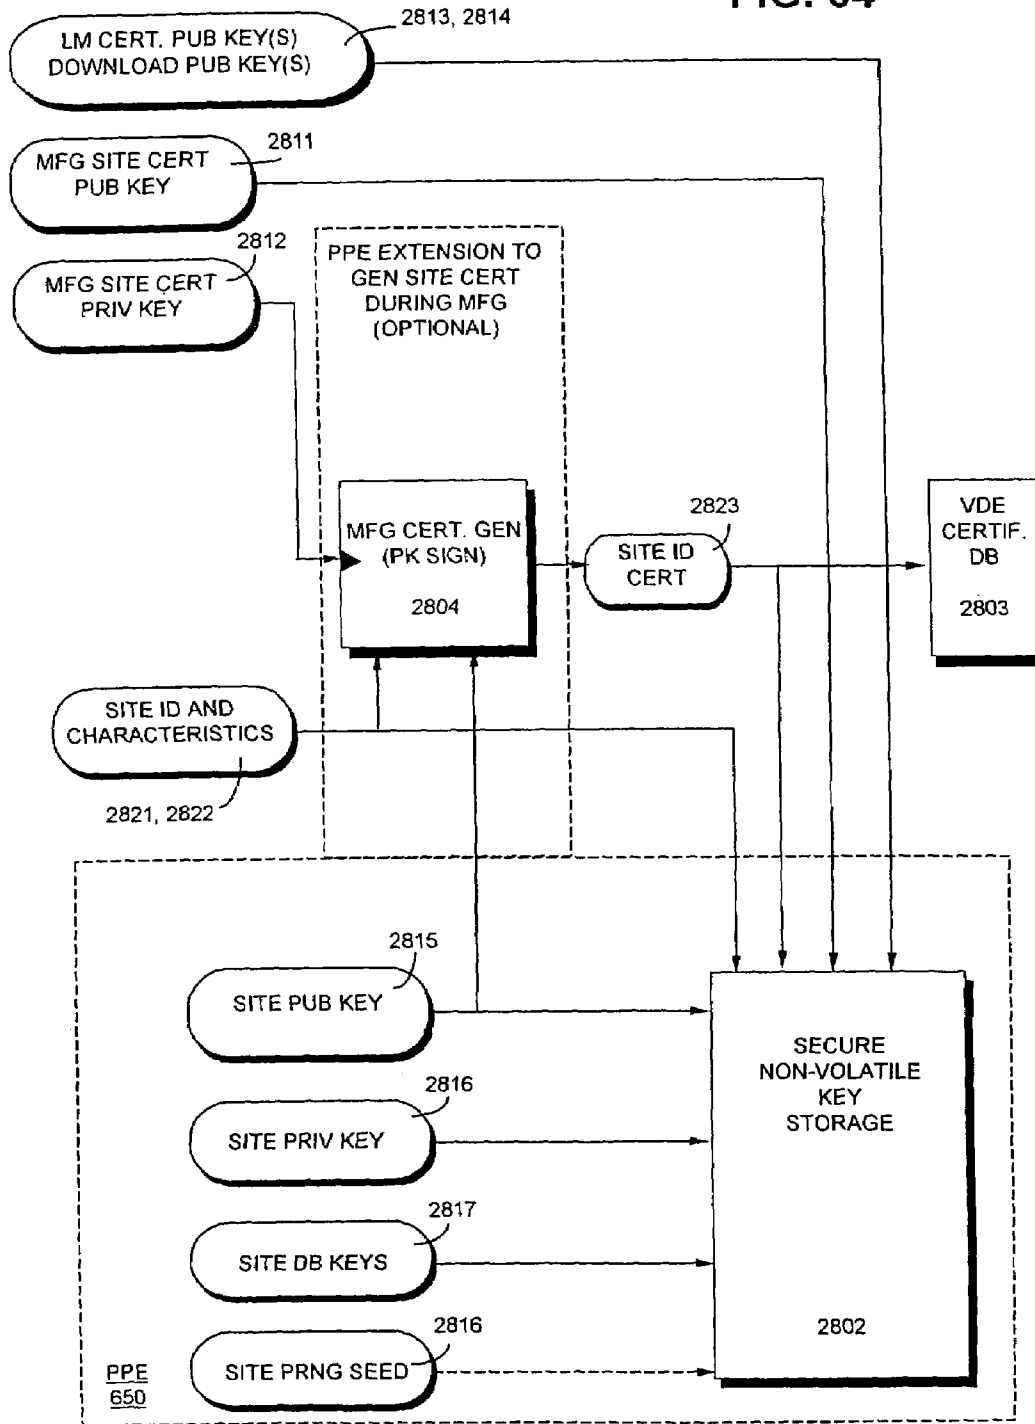 FIG. 64
2813, 2814
LM CERT. PUB KEY(S)
DOWNLOAD PUB KEY(S)
2811
MFG SITE CERT
PUB KEY
2812
MFG SITE CERT
PRIV KEY
PPE EXTENSION TO
GEN SITE CERT
DURING MFG
(OPTIONAL)
MFG CERT. GEN
(PK SIGN)
2804
2823
SITE ID
CERT
VDE
CERTIF.
DB
2803
SITE ID AND
CHARACTERISTICS
2821, 2822
2815
SITE PUB KEY
2816
SITE PRIV KEY
2817
SITE DB KEYS
2816
SITE PRNG SEED
SECURE
NON-VOLATILE
KEY
STORAGE
2802
PPE
650